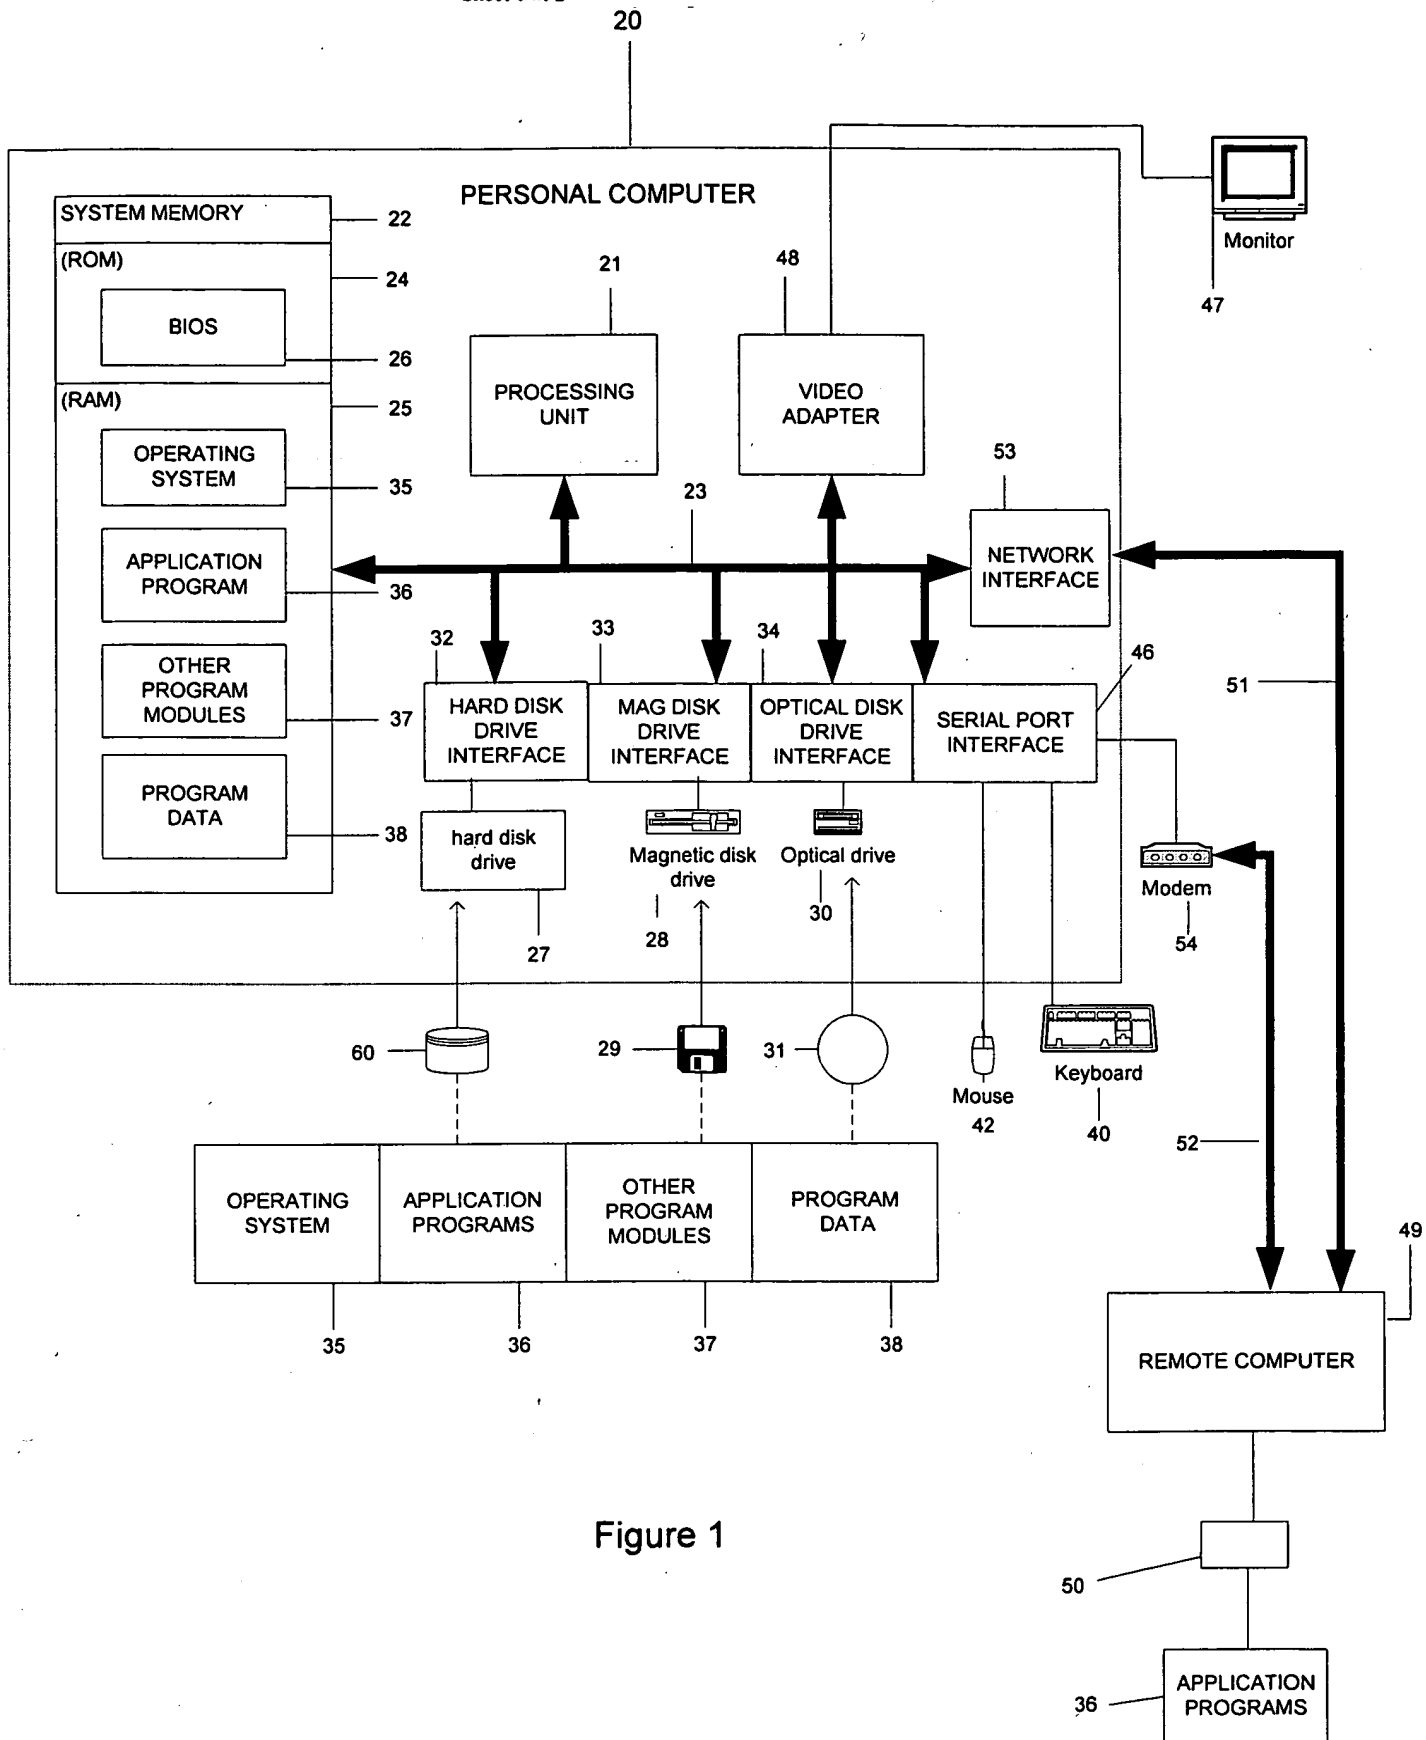 20
PERSONAL COMPUTER
SYSTEM MEMORY
22
(ROM)
24
BIOS
26
(RAM)
25
OPERATING
SYSTEM
35
APPLICATION
PROGRAM
36
OTHER
PROGRAM
MODULES
37
PROGRAM
DATA
38
21
PROCESSING
UNIT
48
VIDEO
ADAPTER
Monitor
47
23
53
NETWORK
INTERFACE
32
HARD DISK
DRIVE
INTERFACE
33
MAG DISK
DRIVE
INTERFACE
34
OPTICAL DISK
DRIVE
INTERFACE
46
SERIAL PORT
INTERFACE
51
hard disk
drive
27
Magnetic disk
drive
28
Optical drive
30
Modem
54
60
29
31
Mouse
42
Keyboard
40
52
OPERATING
SYSTEM
APPLICATION
PROGRAMS
OTHER
PROGRAM
MODULES
PROGRAM
DATA
35
36
37
38
49
REMOTE COMPUTER
50
36
APPLICATION
PROGRAMS
Figure 1